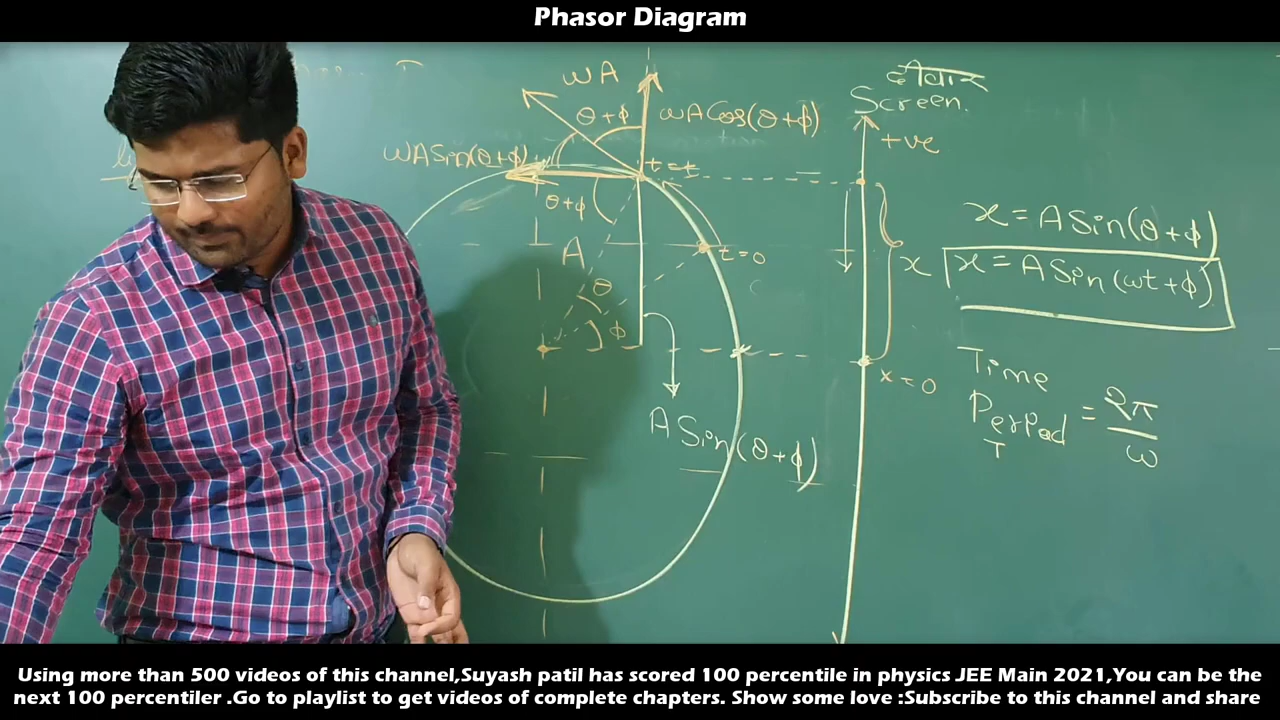 Phasor Diagram
ωA
θ+φ
ωACos(θ+φ)
ωASin(θ+φ)
t=t
θ+φ
A
t=0
θ
φ
ASin(θ+φ)
Screen.
+ve
x
x=0
x=ASin(θ+φ)
x=ASin(ωt+φ)
Time
Period = 2π/ω
T
Using more than 500 videos of this channel,Suyash patil has scored 100 percentile in physics JEE Main 2021,You can be the
next 100 percentiler .Go to playlist to get videos of complete chapters. Show some love :Subscribe to this channel and share